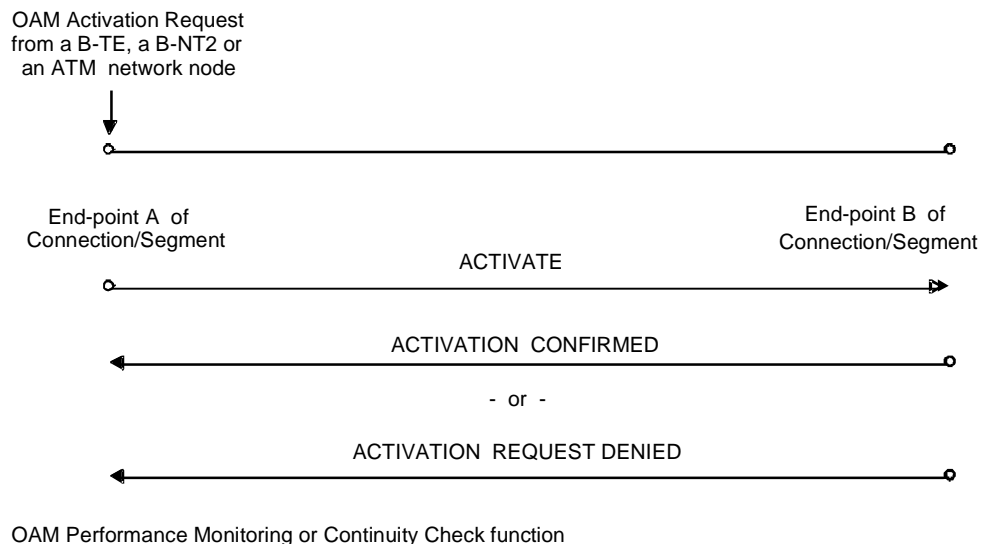 OAM Activation Request
from a B-TE, a B-NT2 or
an ATM network node
End-point A of
Connection/Segment
End-point B of
Connection/Segment
ACTIVATE
ACTIVATION CONFIRMED
- or -
ACTIVATION REQUEST DENIED
OAM Performance Monitoring or Continuity Check function